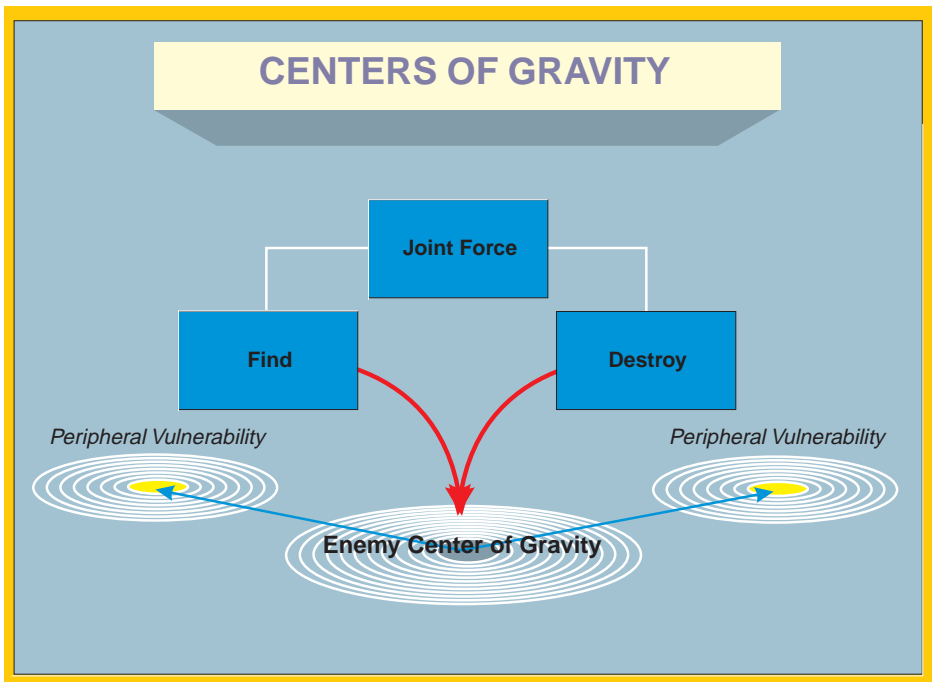 CENTERS OF GRAVITY
Joint Force
Find
Destroy
Peripheral Vulnerability
Peripheral Vulnerability
Enemy Center of Gravity